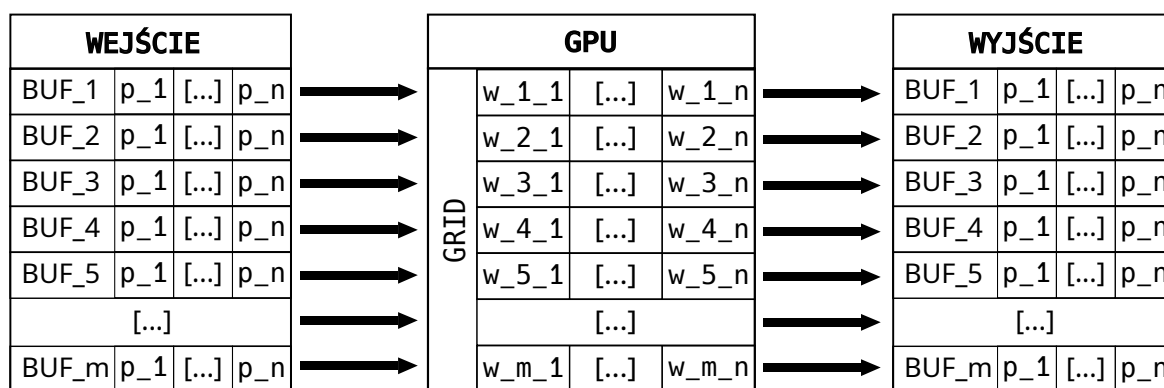 WEJŚCIE GPU WYJŚCIE
BUF_1 p_1 [...] p_n w_1_1 [...] w_1_n BUF_1 p_1 [...] p_n
BUF_2 p_1 [...] p_n w_2_1 [...] w_2_n BUF_2 p_1 [...] p_n
BUF_3 p_1 [...] p_n w_3_1 [...] w_3_n BUF_3 p_1 [...] p_n
BUF_4 p_1 [...] p_n GRID w_4_1 [...] w_4_n BUF_4 p_1 [...] p_n
BUF_5 p_1 [...] p_n w_5_1 [...] w_5_n BUF_5 p_1 [...] p_n
[...] [...] [...]
BUF_m p_1 [...] p_n w_m_1 [...] w_m_n BUF_m p_1 [...] p_n